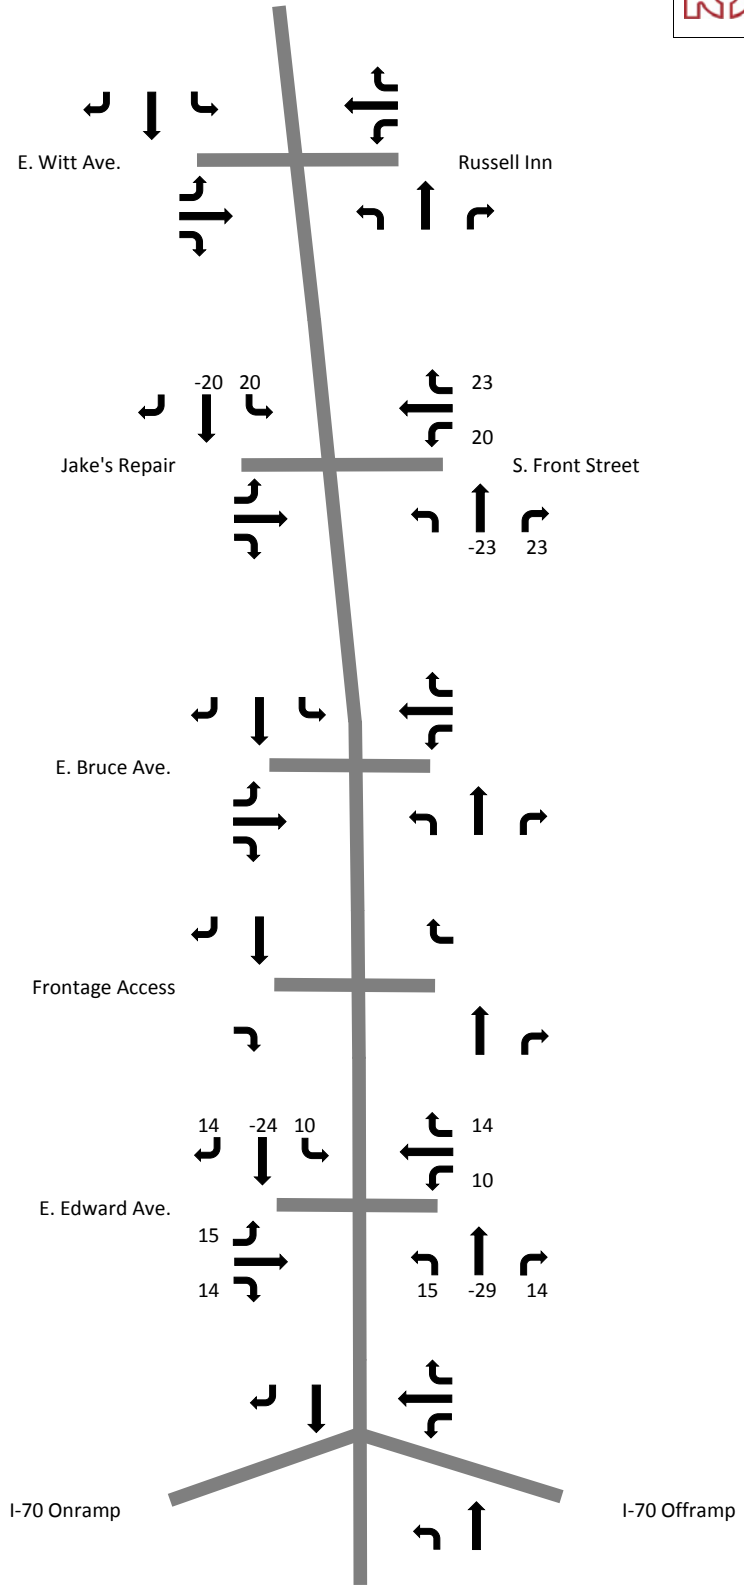 E. Witt Ave.
Russell Inn
-20 20
23
20
Jake's Repair
S. Front Street
-23 23
E. Bruce Ave.
Frontage Access
14 -24 10
14
10
E. Edward Ave.
15
14
15 -29 14
I-70 Onramp
I-70 Offramp